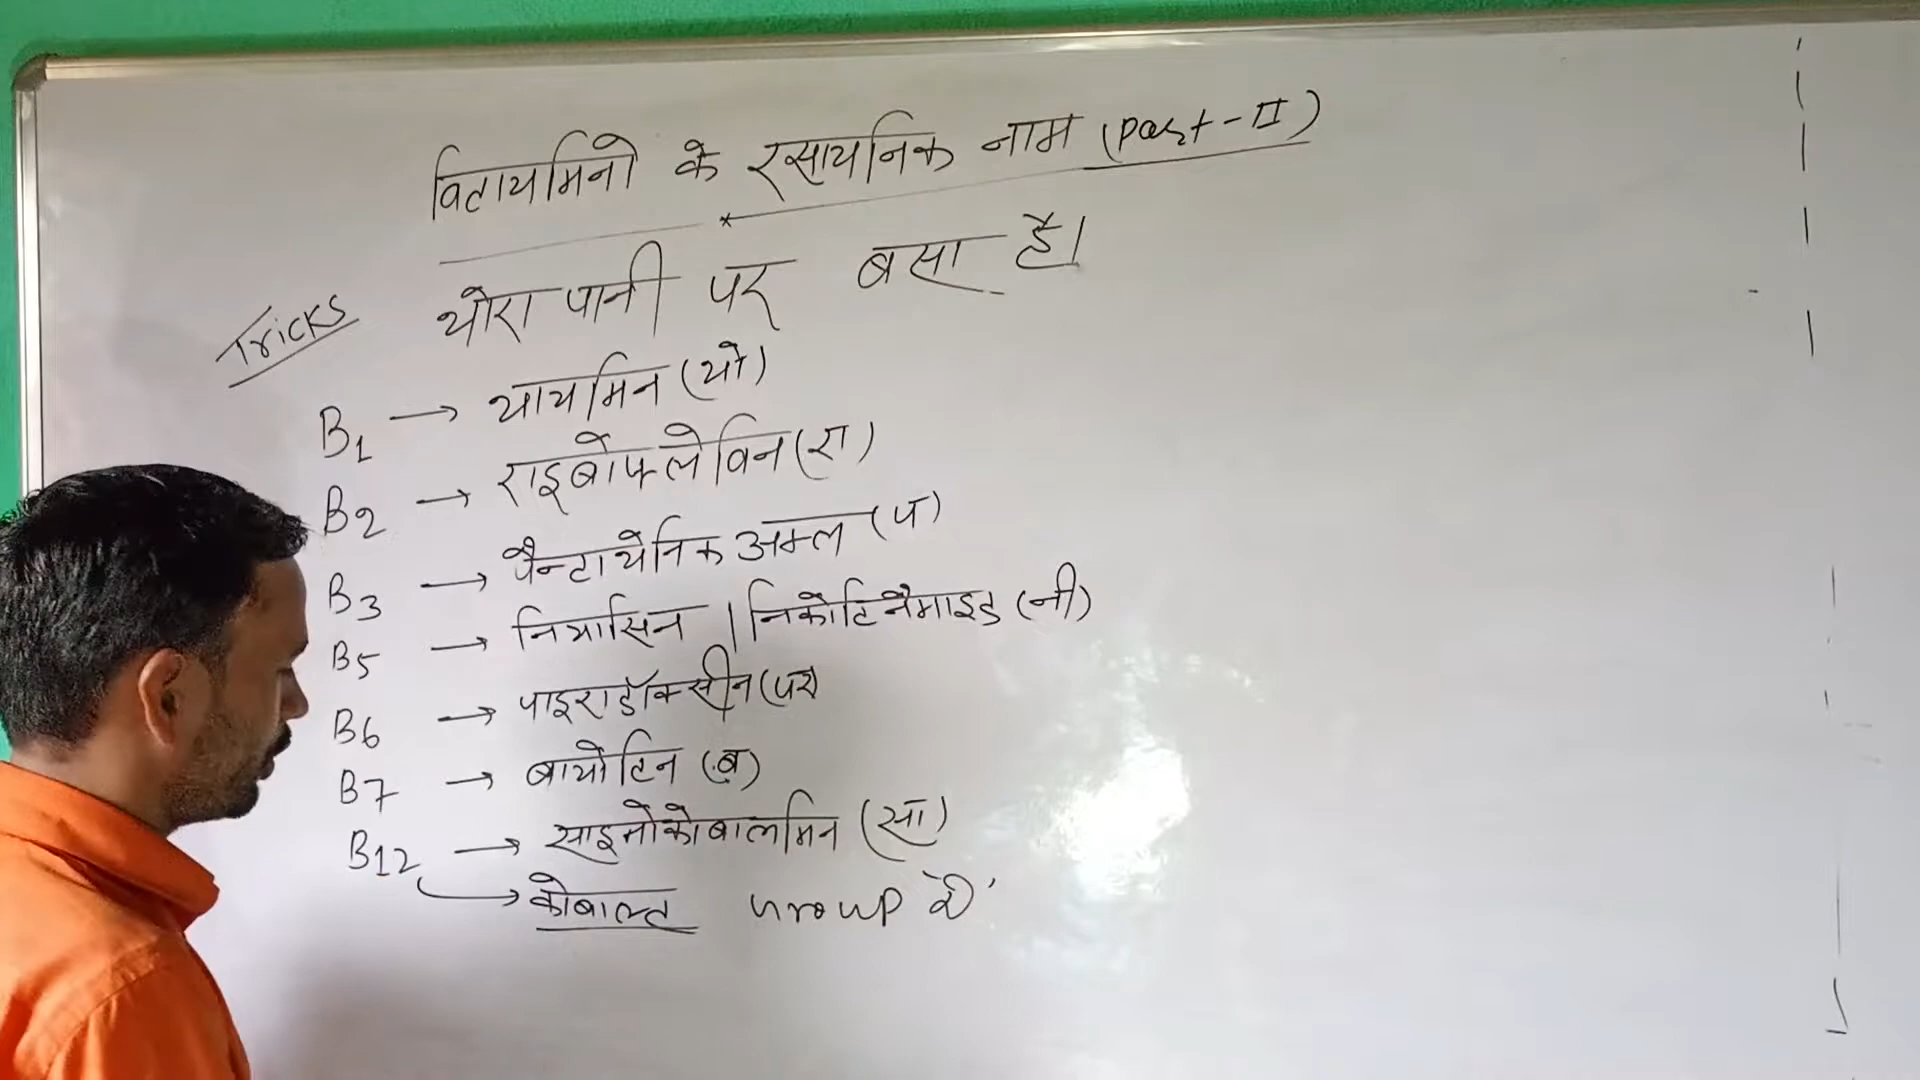 विटायमिनो के रसायनिक नाम (Part-II)
Tricks थोरा पानी पर बसा है।
B1 → थायमिन (थो)
B2 → राइबोफ्लेविन (रा)
B3 → पैन्टाथेनिक अम्ल (प)
B5 → नियासिन / निकोटिनैमाइड (नी)
B6 → पाइराडॉक्सीन (पर)
B7 → बायोटिन (ब)
B12 → साइनोकोबालमिन (सा)
→ कोबाल्ट group